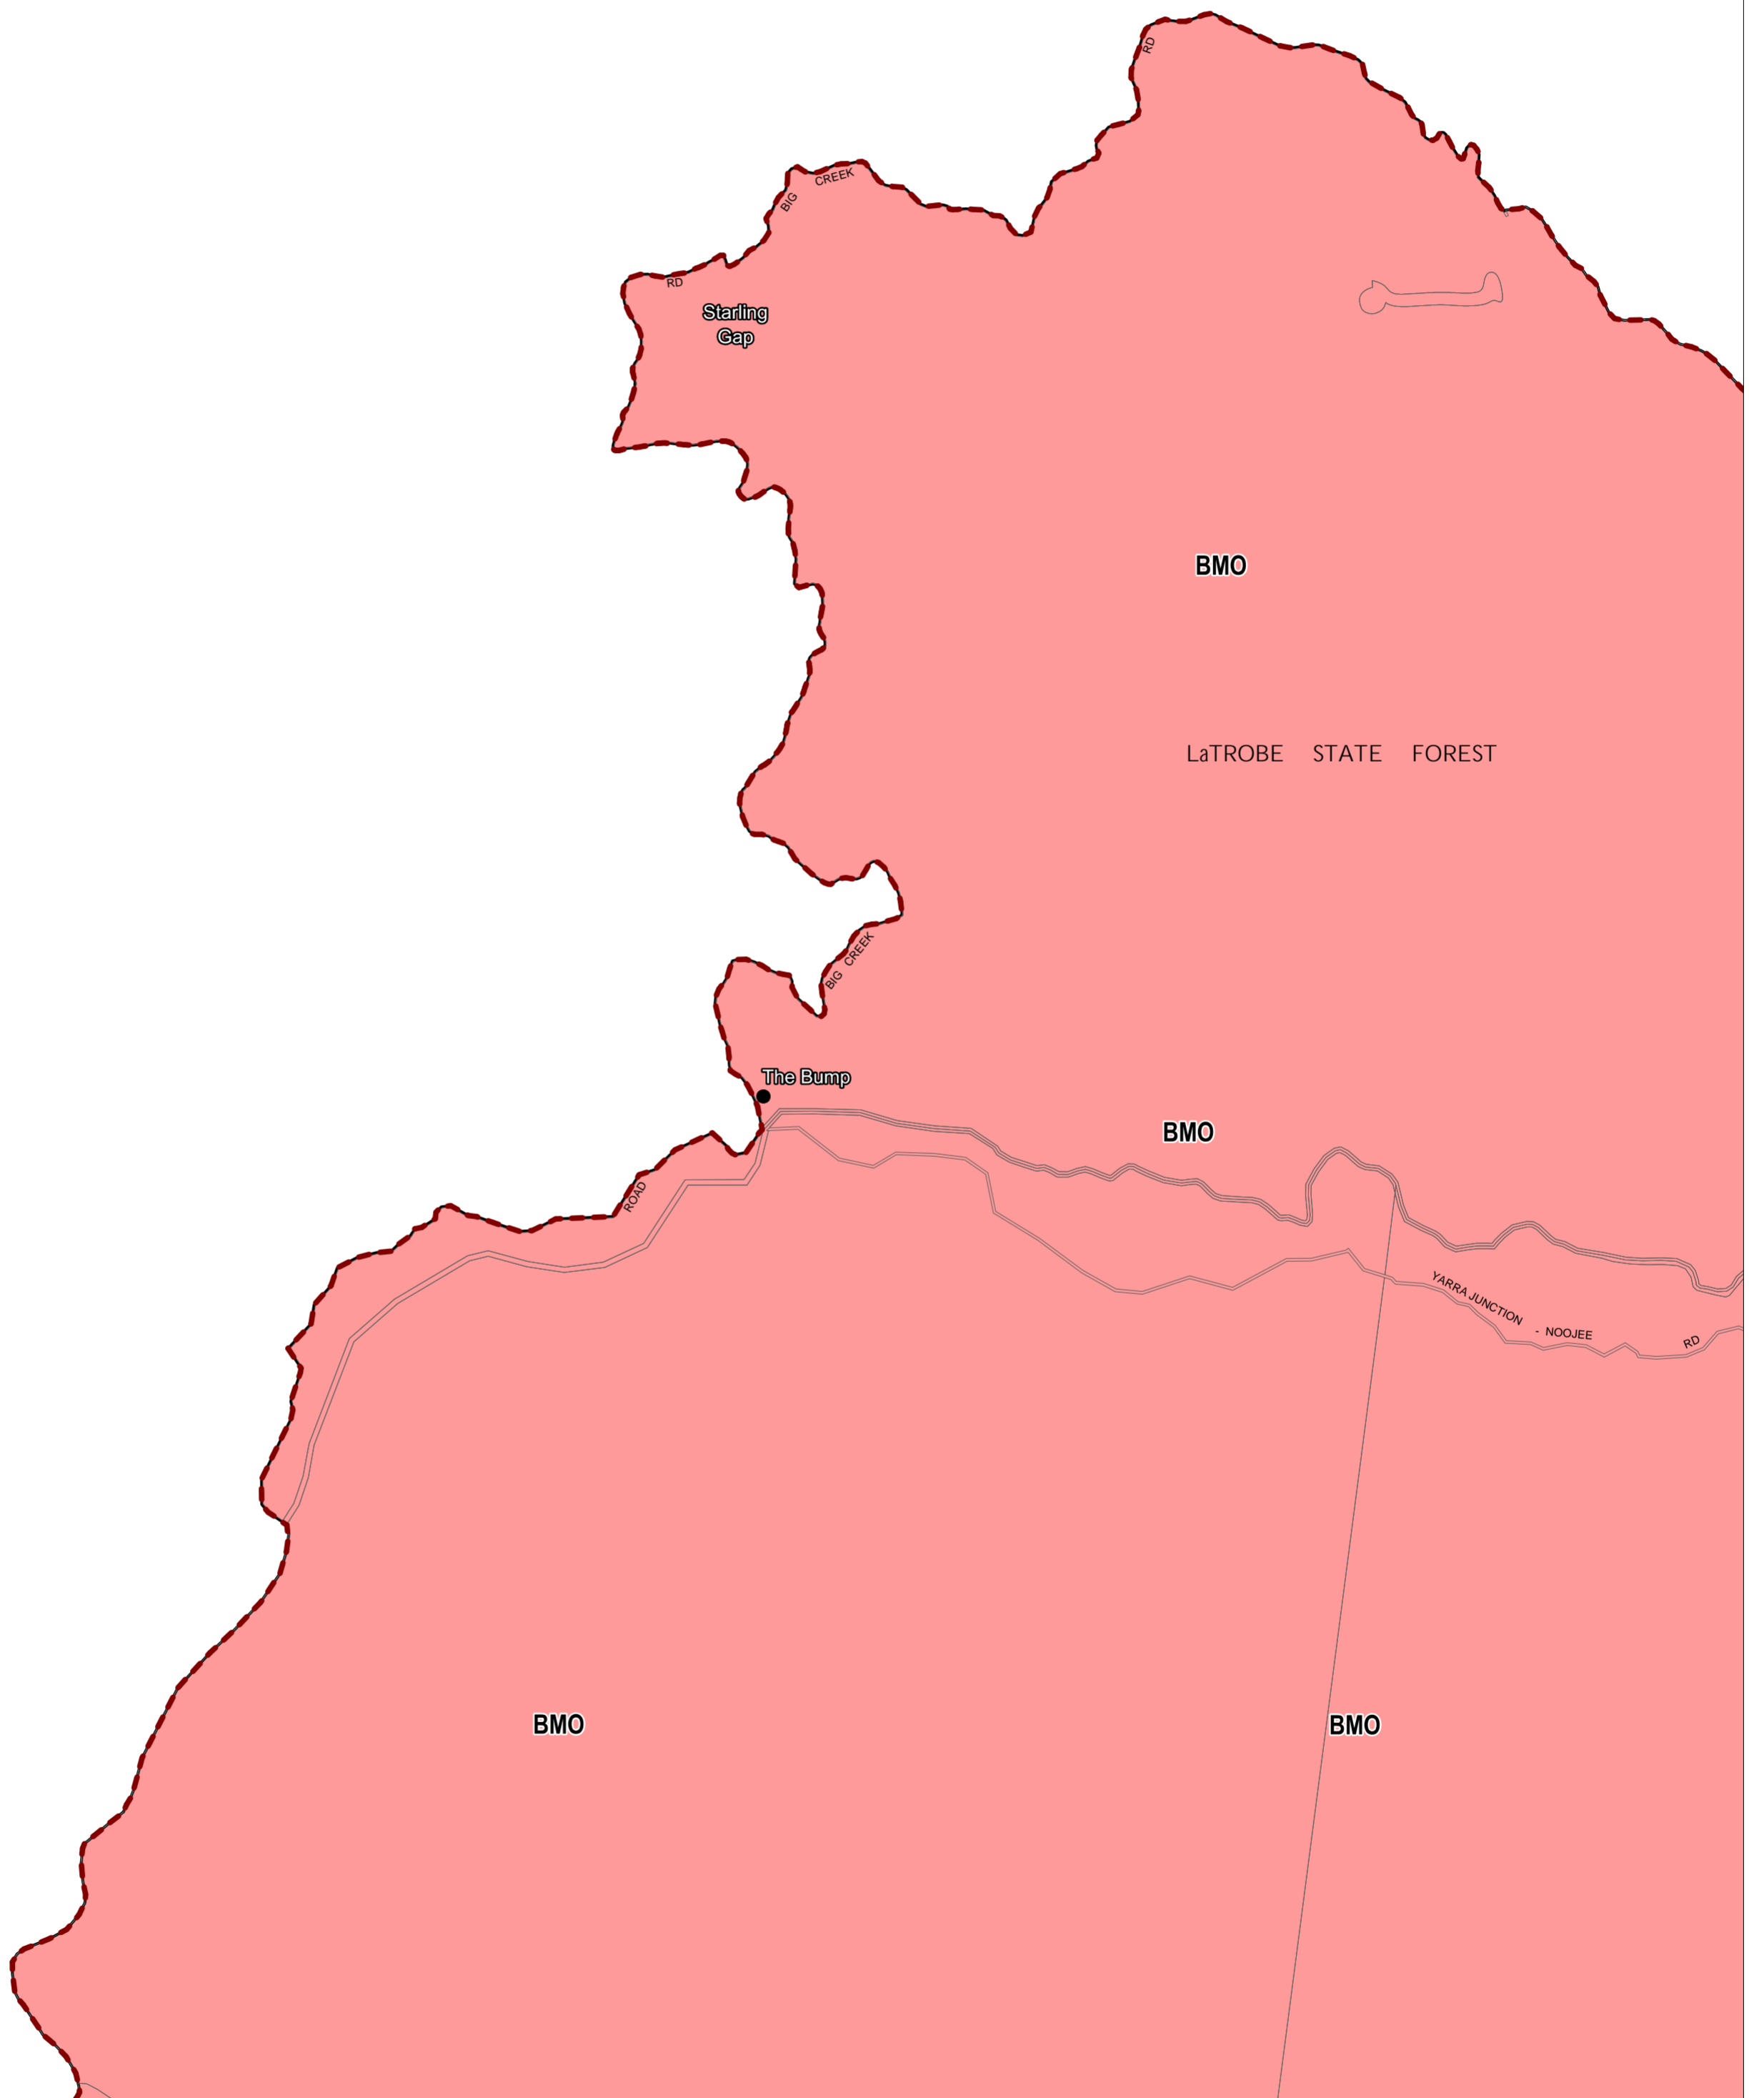 RD
CREEK
BIG
RD
Starling
Gap
BMO
LaTROBE STATE FOREST
BIG CREEK
The Bump
BMO
ROAD
YARRA JUNCTION - NOOJEE RD
BMO
BMO